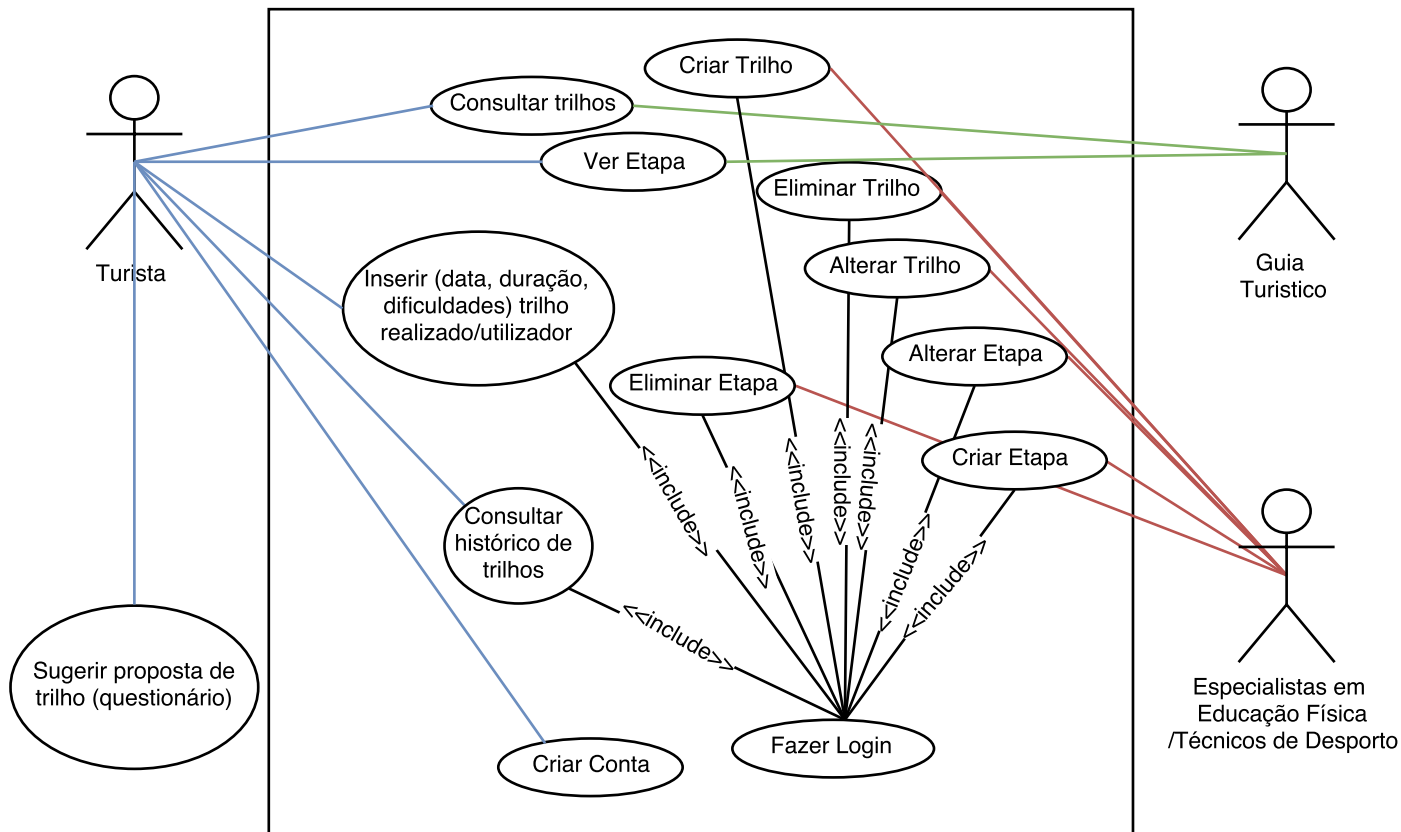 Criar Trilho
Consultar trilhos
Ver Etapa
Eliminar Trilho
Turista
Guia
Turistico
Inserir (data, duração,
dificuldades) trilho
realizado/utilizador
Alterar Trilho
Alterar Etapa
Eliminar Etapa
Criar Etapa
<<include>>
<<include>>
<<include>>
<<include>>
<<include>>
<<include>>
<<include>>
Consultar
histórico de
trilhos
<<include>>
Sugerir proposta de
trilho (questionário)
Especialistas em
Educação Física
/Técnicos de Desporto
Fazer Login
Criar Conta